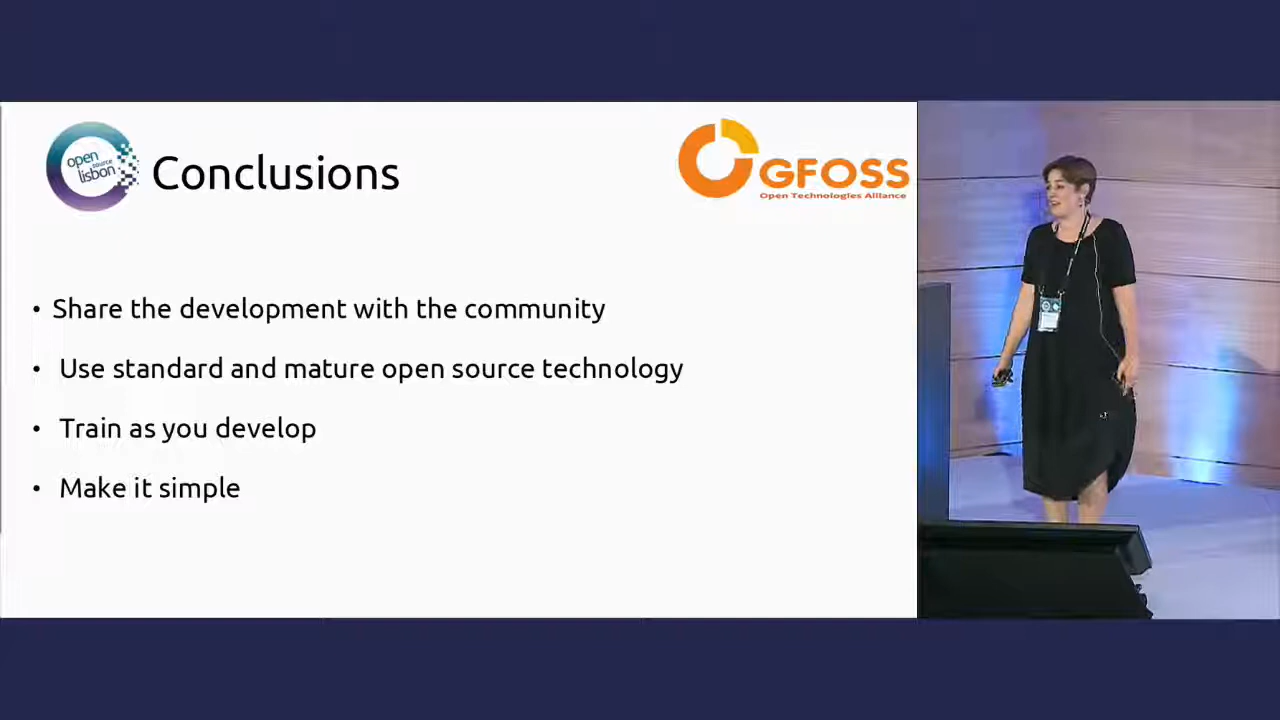 open
source
lisbon
Conclusions
GFOSS
Open Technologies Alliance
• Share the development with the community
• Use standard and mature open source technology
• Train as you develop
• Make it simple